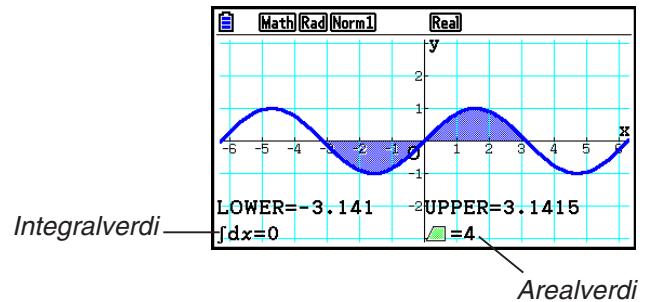 Math Rad Norm1 Real
y
2
1
-6 -5 -4 -3 -2 -1 O 1 2 3 4 5 6 x
-1
-2
LOWER=-3.141 UPPER=3.1415
∫dx=0 =4
Integralverdi
Arealverdi